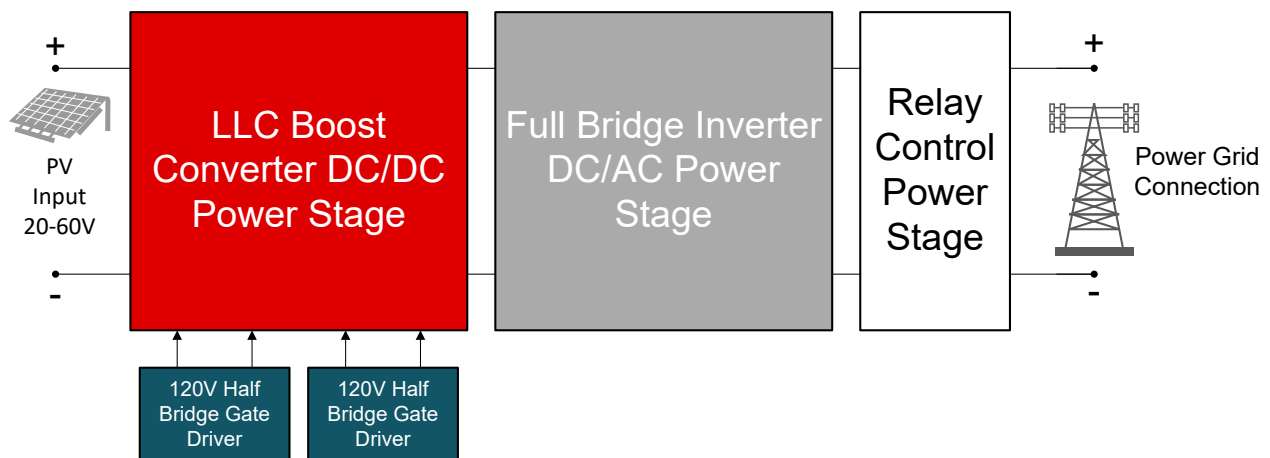 +
PV
Input
20-60V
-
LLC Boost
Converter DC/DC
Power Stage
Full Bridge Inverter
DC/AC Power
Stage
Relay
Control
Power
Stage
+
Power Grid
Connection
-
120V Half
Bridge Gate
Driver
120V Half
Bridge Gate
Driver